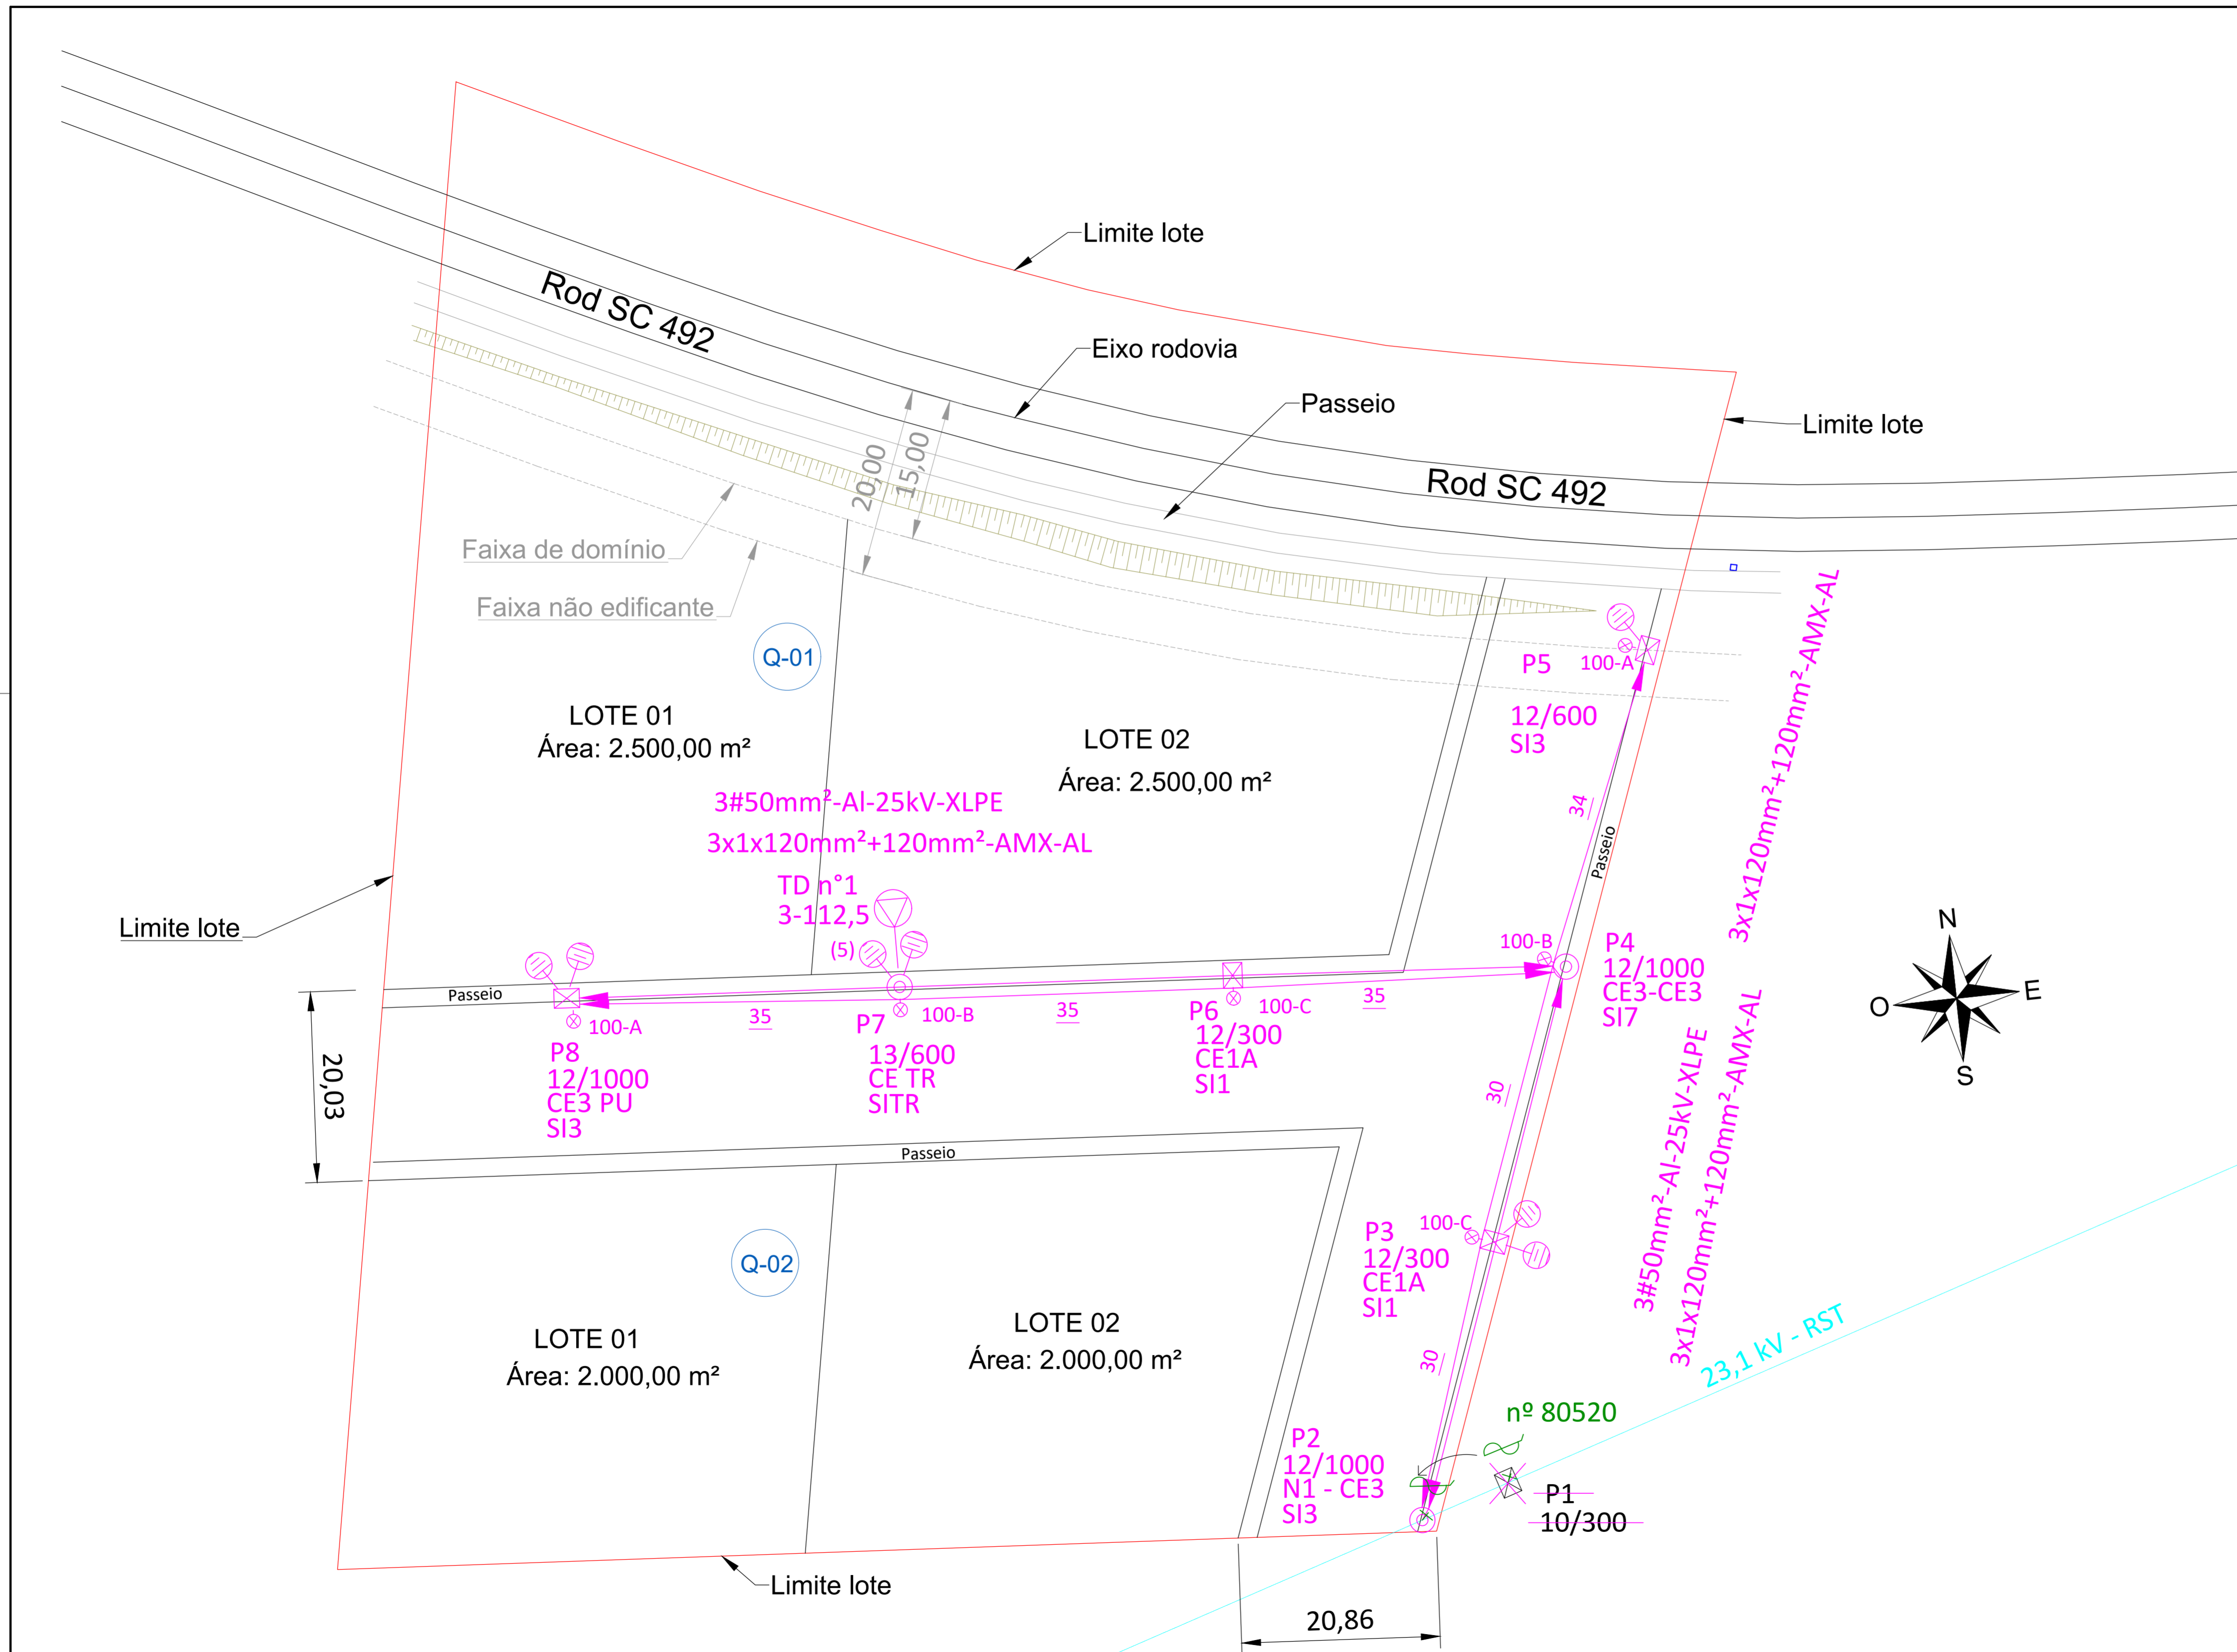 Limite lote
Rod SC 492
Eixo rodovia
Passeio
Limite lote
20,00
15,00
Rod SC 492
Faixa de domínio
Faixa não edificante
Q-01
LOTE 01
Área: 2.500,00 m²
LOTE 02
Área: 2.500,00 m²
P5
100-A
12/600
SI3
3x1x120mm²+120mm²-AMX-AL
3#50mm²-Al-25kV-XLPE
3x1x120mm²+120mm²-AMX-AL
34
Passeio
TD n°1
3-112,5
(5)
Limite lote
Passeio
100-A
P8
12/1000
CE3 PU
SI3
35
P7
100-B
13/600
CE TR
SITR
35
P6
100-C
12/300
CE1A
SI1
35
100-B
P4
12/1000
CE3-CE3
SI7
N
E
O
S
20,03
Passeio
30
3#50mm²-Al-25kV-XLPE
3x1x120mm²+120mm²-AMX-AL
P3
100-C
12/300
CE1A
SI1
Q-02
LOTE 01
Área: 2.000,00 m²
LOTE 02
Área: 2.000,00 m²
30
23,1 kV - RST
nº 80520
P2
12/1000
N1 - CE3
SI3
P1
10/300
Limite lote
20,86